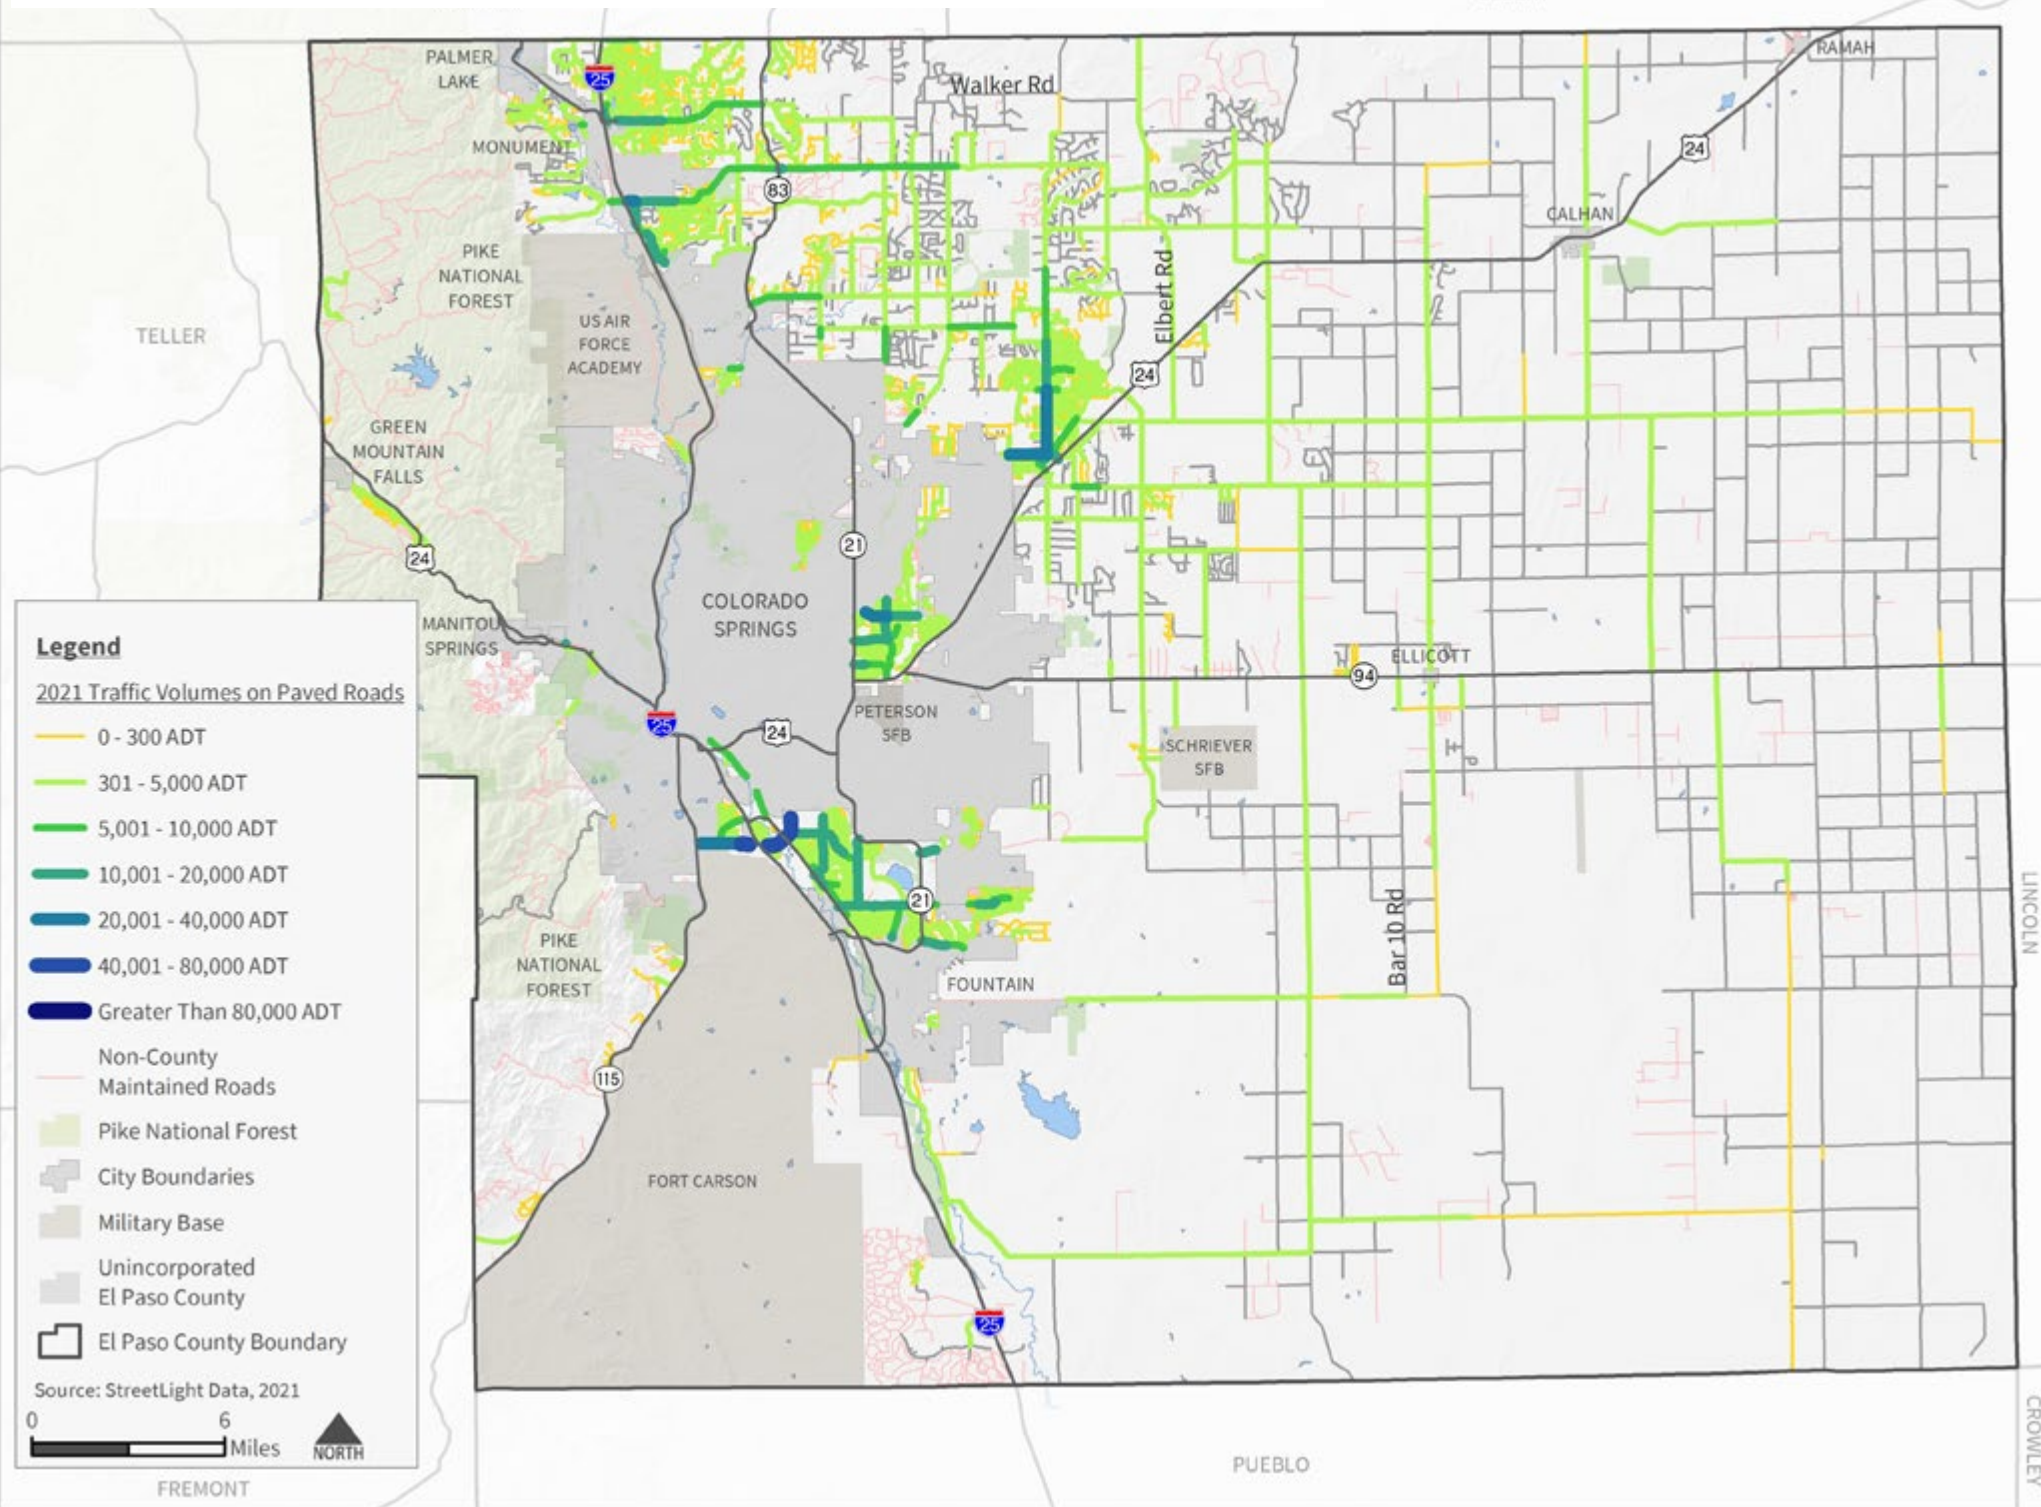 PALMER
LAKE
25
Walker Rd
RAMAH
MONUMENT
24
83
CALHAN
PIKE
NATIONAL
FOREST
US AIR
FORCE
ACADEMY
Elbert Rd
TELLER
24
GREEN
MOUNTAIN
FALLS
24
21
COLORADO
SPRINGS
MANITOU
SPRINGS
ELLICOTT
94
25
24
PETERSON
SFB
SCHRIEVER
SFB
21
LINCOLN
Bar 10 Rd
PIKE
NATIONAL
FOREST
FOUNTAIN
115
FORT CARSON
25
PUEBLO
CROWLEY
FREMONT
Legend
2021 Traffic Volumes on Paved Roads
0 - 300 ADT
301 - 5,000 ADT
5,001 - 10,000 ADT
10,001 - 20,000 ADT
20,001 - 40,000 ADT
40,001 - 80,000 ADT
Greater Than 80,000 ADT
Non-County
Maintained Roads
Pike National Forest
City Boundaries
Military Base
Unincorporated
El Paso County
El Paso County Boundary
Source: StreetLight Data, 2021
0 6
Miles
NORTH